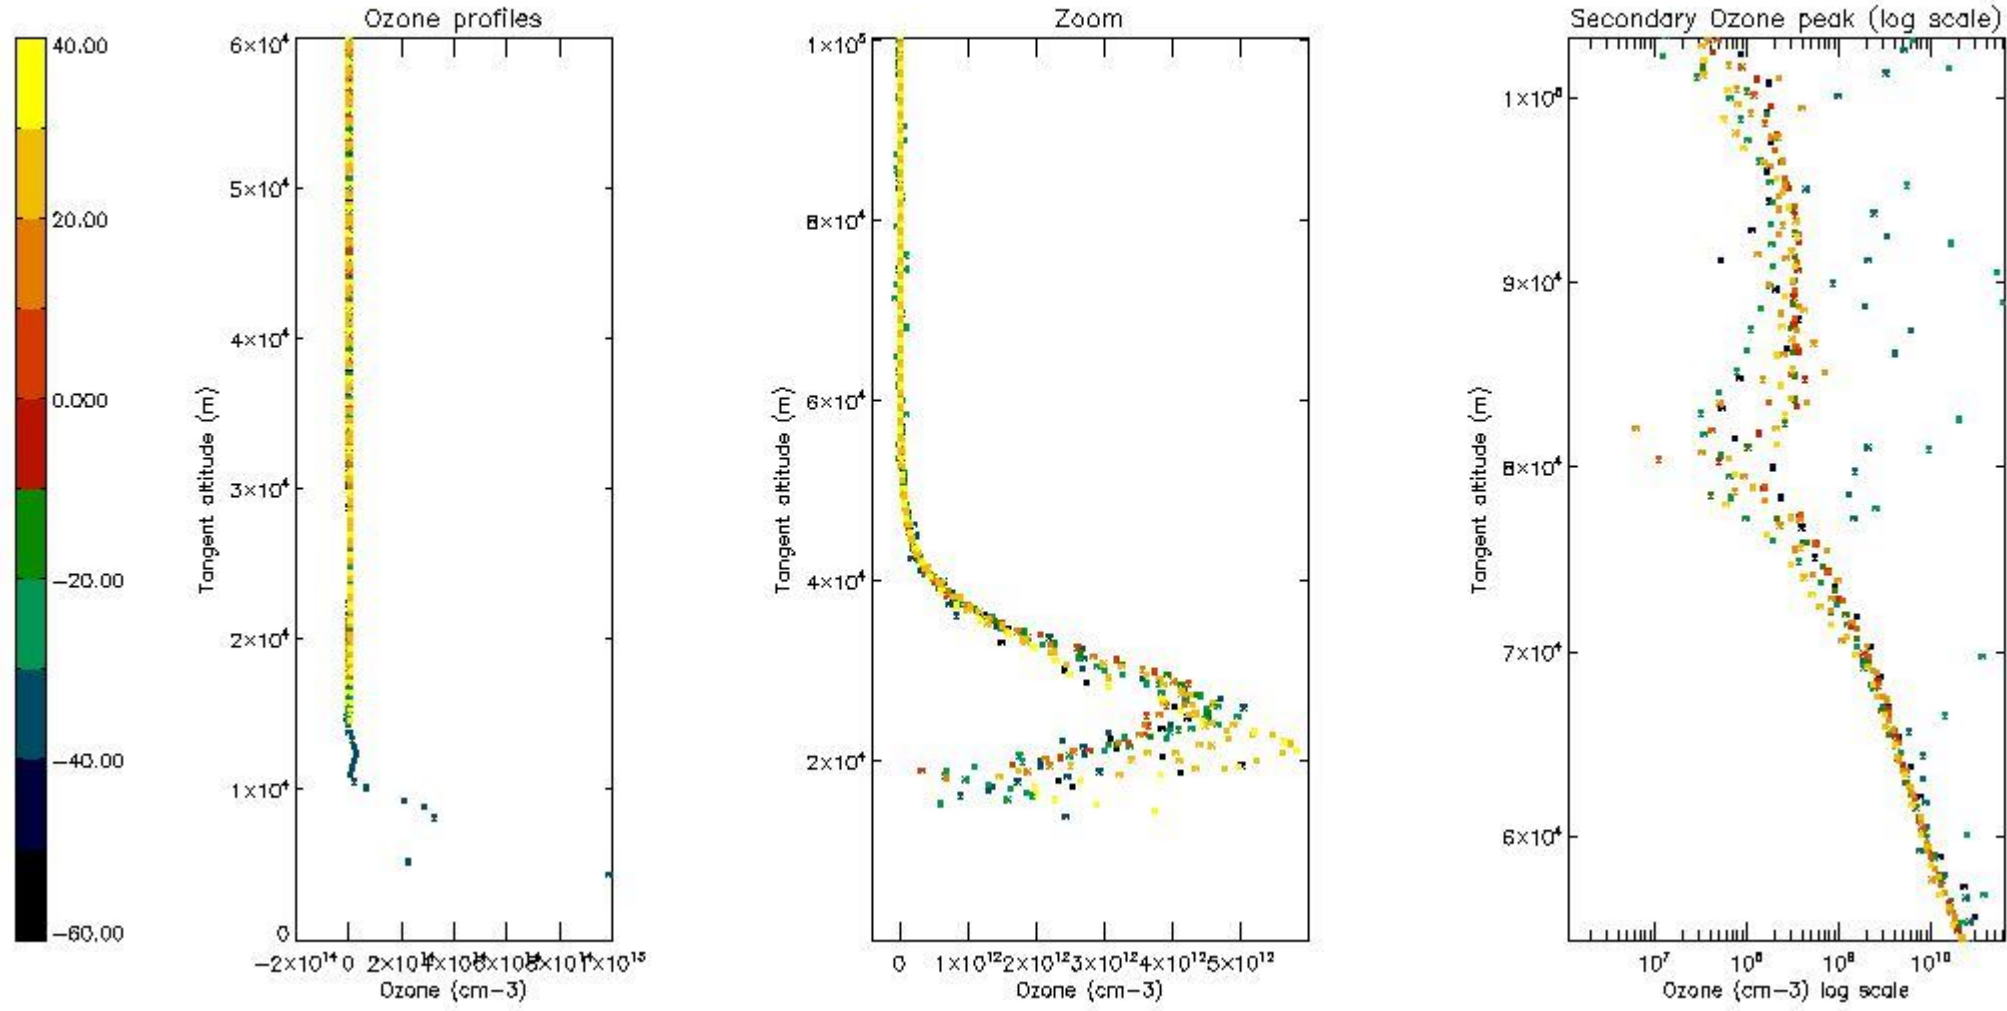 Ozone profiles
Zoom
Secondary Ozone peak (log scale)
40.00
20.00
0.000
−20.00
−40.00
−60.00
6×10⁴
5×10⁴
4×10⁴
3×10⁴
2×10⁴
1×10⁴
0
Tangent altitude (m)
−2×10¹⁴ 0
Ozone (cm−3)
1×10⁵
8×10⁴
6×10⁴
4×10⁴
2×10⁴
Tangent altitude (m)
0 1×10¹² 2×10¹² 3×10¹² 4×10¹² 5×10¹²
Ozone (cm−3)
9×10⁴
8×10⁴
7×10⁴
6×10⁴
Tangent altitude (m)
10⁷ 10⁸ 10⁹ 10¹⁰
Ozone (cm−3) log scale